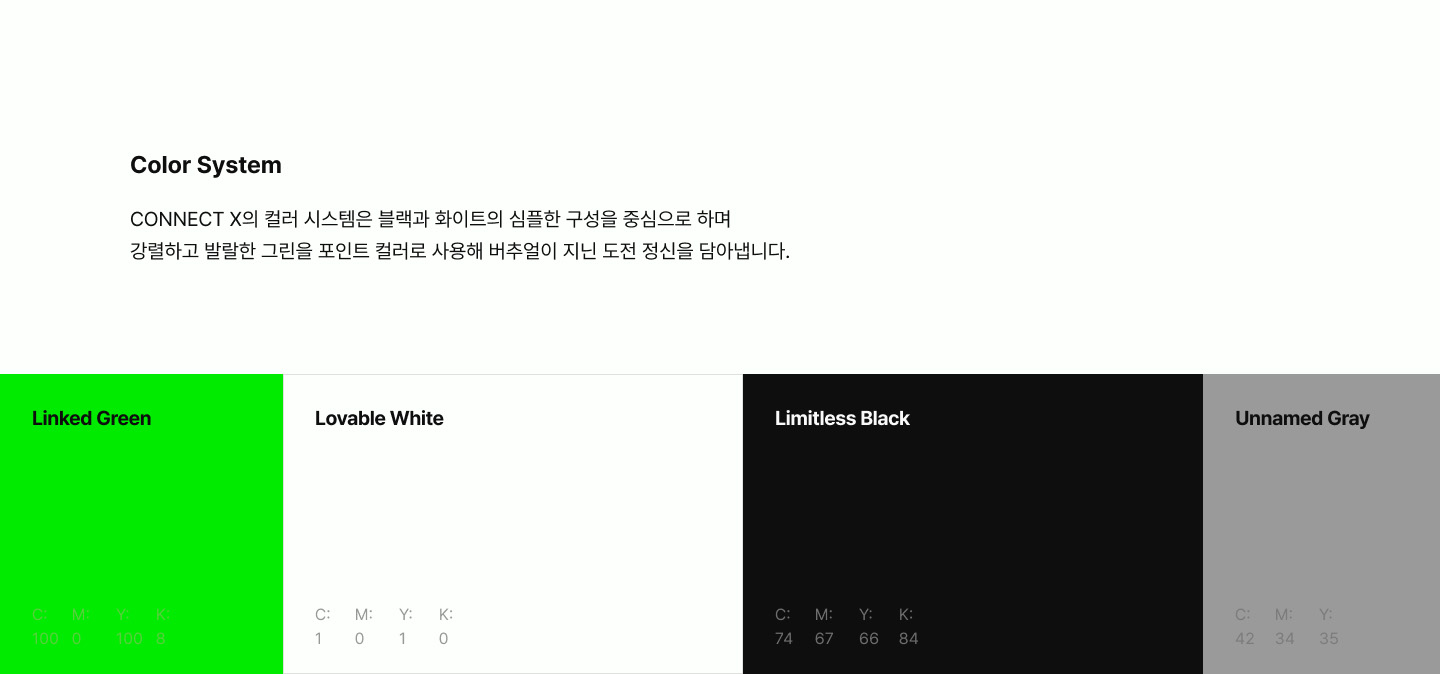 Color System
CONNECT X의 컬러 시스템은 블랙과 화이트의 심플한 구성을 중심으로 하며
강렬하고 발랄한 그린을 포인트 컬러로 사용해 버추얼이 지닌 도전 정신을 담아냅니다.
Linked Green
C: M: Y: K:
100 0 100 8
Lovable White
C: M: Y: K:
1 0 1 0
Limitless Black
C: M: Y: K:
74 67 66 84
Unnamed Gray
C: M: Y:
42 34 35